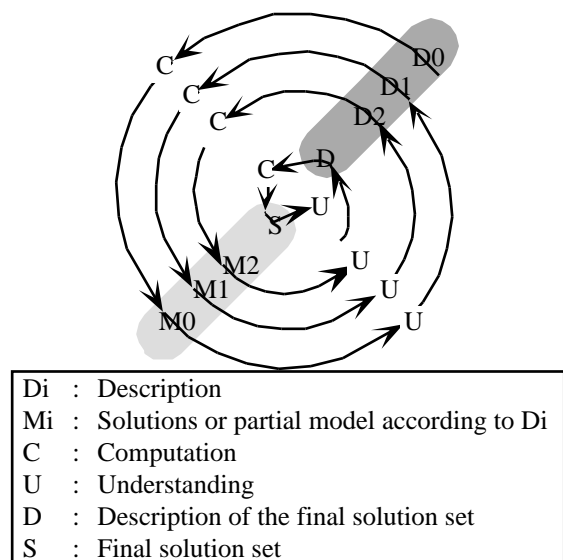 D0
C
D1
C
D2
C
D
C
U
S
U
M2
U
M1
U
M0
Di : Description
Mi : Solutions or partial model according to Di
C : Computation
U : Understanding
D : Description of the final solution set
S : Final solution set